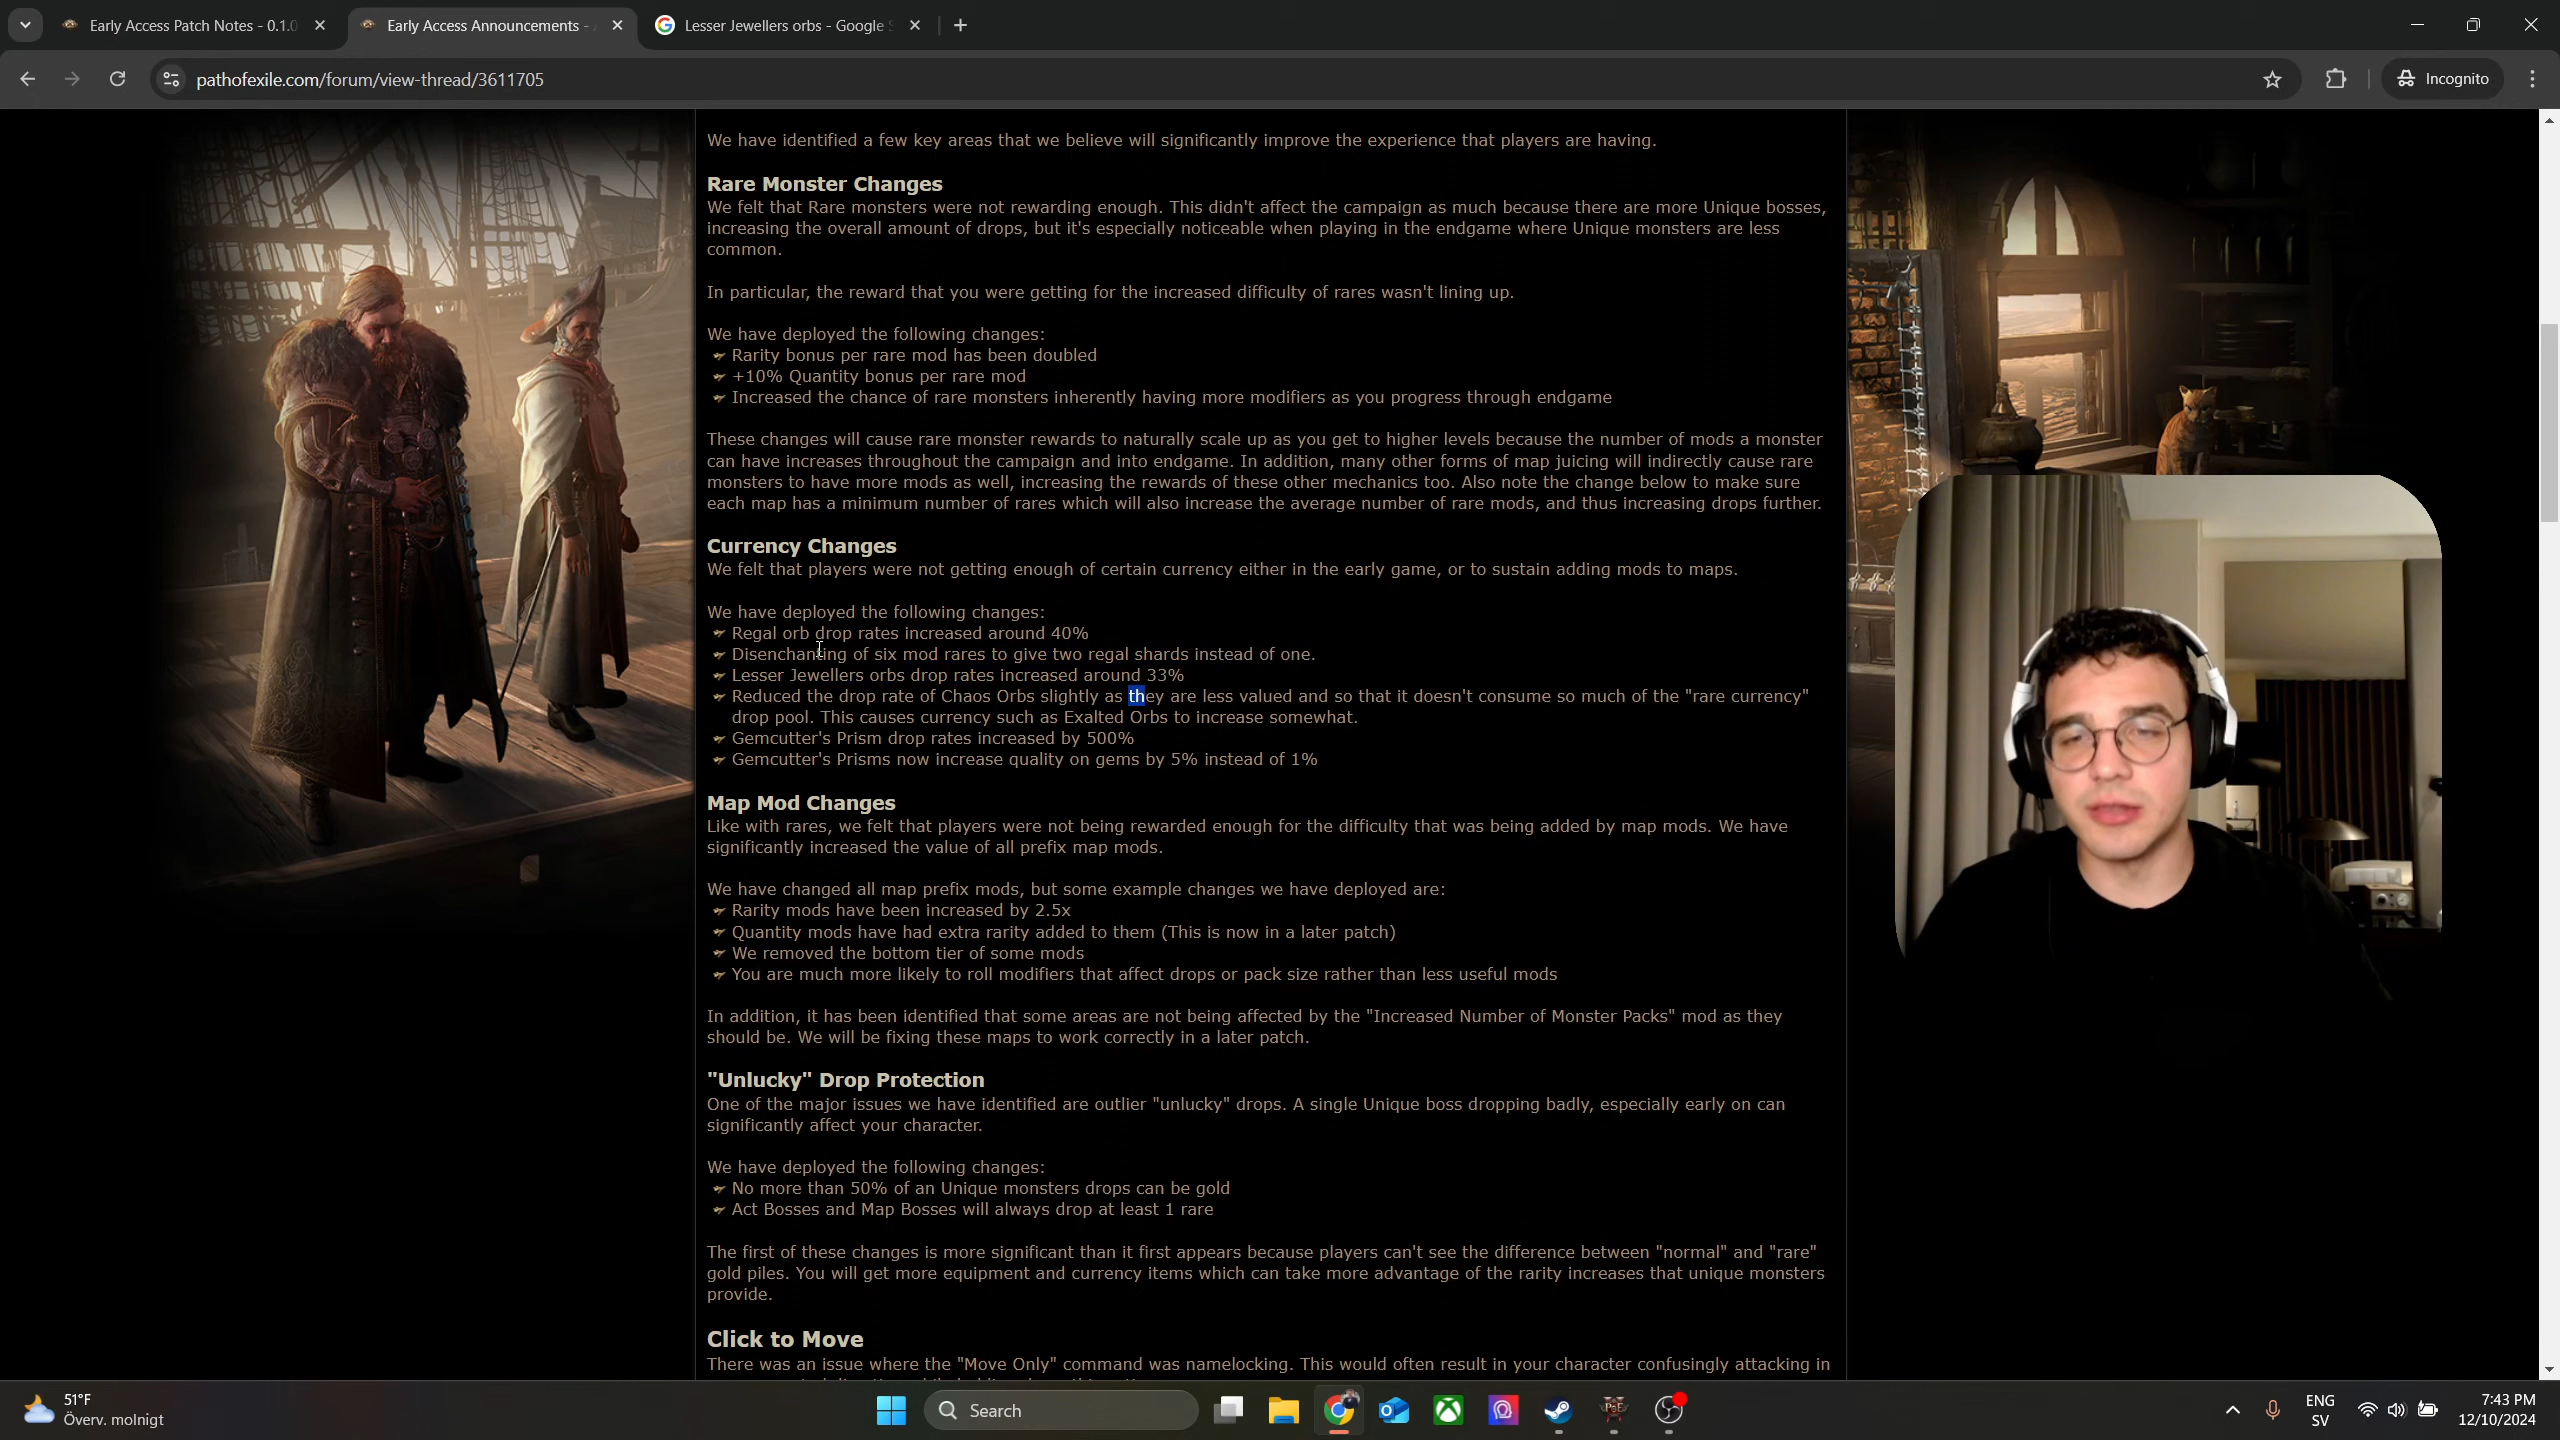 Early Access Patch Notes - 0.1.0
Early Access Announcements -
Lesser Jewellers orbs - Google
pathofexile.com/forum/view-thread/3611705
Incognito
We have identified a few key areas that we believe will significantly improve the experience that players are having.
Rare Monster Changes
We felt that Rare monsters were not rewarding enough. This didn't affect the campaign as much because there are more Unique bosses,
increasing the overall amount of drops, but it's especially noticeable when playing in the endgame where Unique monsters are less
common.
In particular, the reward that you were getting for the increased difficulty of rares wasn't lining up.
We have deployed the following changes:
Rarity bonus per rare mod has been doubled
+10% Quantity bonus per rare mod
Increased the chance of rare monsters inherently having more modifiers as you progress through endgame
These changes will cause rare monster rewards to naturally scale up as you get to higher levels because the number of mods a monster
can have increases throughout the campaign and into endgame. In addition, many other forms of map juicing will indirectly cause rare
monsters to have more mods as well, increasing the rewards of these other mechanics too. Also note the change below to make sure
each map has a minimum number of rares which will also increase the average number of rare mods, and thus increasing drops further.
Currency Changes
We felt that players were not getting enough of certain currency either in the early game, or to sustain adding mods to maps.
We have deployed the following changes:
Regal orb drop rates increased around 40%
Disenchanting of six mod rares to give two regal shards instead of one.
Lesser Jewellers orbs drop rates increased around 33%
Reduced the drop rate of Chaos Orbs slightly as they are less valued and so that it doesn't consume so much of the "rare currency"
drop pool. This causes currency such as Exalted Orbs to increase somewhat.
Gemcutter's Prism drop rates increased by 500%
Gemcutter's Prisms now increase quality on gems by 5% instead of 1%
Map Mod Changes
Like with rares, we felt that players were not being rewarded enough for the difficulty that was being added by map mods. We have
significantly increased the value of all prefix map mods.
We have changed all map prefix mods, but some example changes we have deployed are:
Rarity mods have been increased by 2.5x
Quantity mods have had extra rarity added to them (This is now in a later patch)
We removed the bottom tier of some mods
You are much more likely to roll modifiers that affect drops or pack size rather than less useful mods
In addition, it has been identified that some areas are not being affected by the "Increased Number of Monster Packs" mod as they
should be. We will be fixing these maps to work correctly in a later patch.
"Unlucky" Drop Protection
One of the major issues we have identified are outlier "unlucky" drops. A single Unique boss dropping badly, especially early on can
significantly affect your character.
We have deployed the following changes:
No more than 50% of an Unique monsters drops can be gold
Act Bosses and Map Bosses will always drop at least 1 rare
The first of these changes is more significant than it first appears because players can't see the difference between "normal" and "rare"
gold piles. You will get more equipment and currency items which can take more advantage of the rarity increases that unique monsters
provide.
Click to Move
There was an issue where the "Move Only" command was namelocking. This would often result in your character confusingly attacking in
51°F
Överv. molnigt
Search
ENG
SV
7:43 PM
12/10/2024